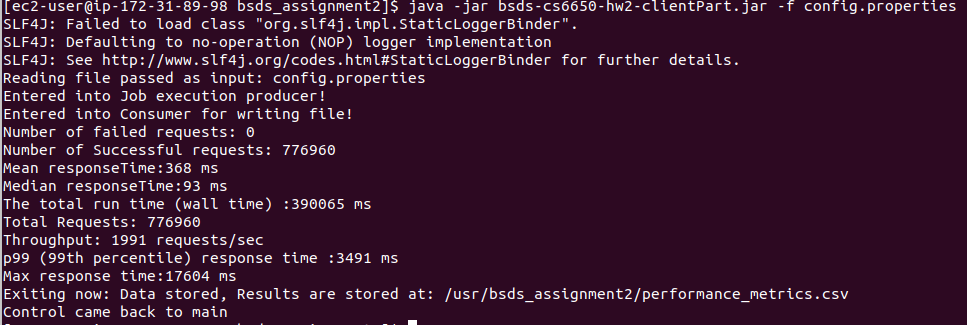 [ec2-user@ip-172-31-89-98 bsds_assignment2]$ java -jar bsds-cs6650-hw2-clientPart.jar -f config.properties
SLF4J: Failed to load class "org.slf4j.impl.StaticLoggerBinder".
SLF4J: Defaulting to no-operation (NOP) logger implementation
SLF4J: See http://www.slf4j.org/codes.html#StaticLoggerBinder for further details.
Reading file passed as input: config.properties
Entered into Job execution producer!
Entered into Consumer for writing file!
Number of failed requests: 0
Number of Successful requests: 776960
Mean responseTime:368 ms
Median responseTime:93 ms
The total run time (wall time) :390065 ms
Total Requests: 776960
Throughput: 1991 requests/sec
p99 (99th percentile) response time :3491 ms
Max response time:17604 ms
Exiting now: Data stored, Results are stored at: /usr/bsds_assignment2/performance_metrics.csv
Control came back to main